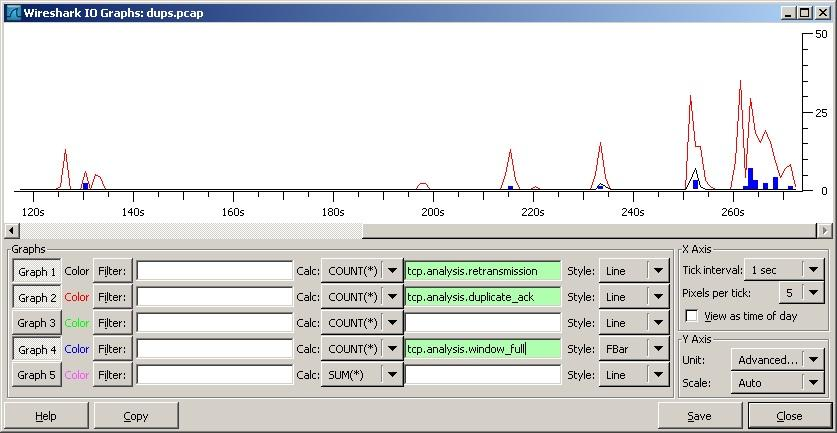 Wireshark IO Graphs: dups.pcap
50
25
0
120s 140s 160s 180s 200s 220s 240s 260s
Graphs
Graph 1 Color Filter: Calc: COUNT(*) tcp.analysis.retransmission Style: Line
Graph 2 Color Filter: Calc: COUNT(*) tcp.analysis.duplicate_ack Style: Line
Graph 3 Color Filter: Calc: COUNT(*) Style: Line
Graph 4 Color Filter: Calc: COUNT(*) tcp.analysis.window_full Style: FBar
Graph 5 Color Filter: Calc: SUM(*) Style: Line
X Axis
Tick interval: 1 sec
Pixels per tick: 5
View as time of day
Y Axis
Unit: Advanced...
Scale: Auto
Help Copy Save Close